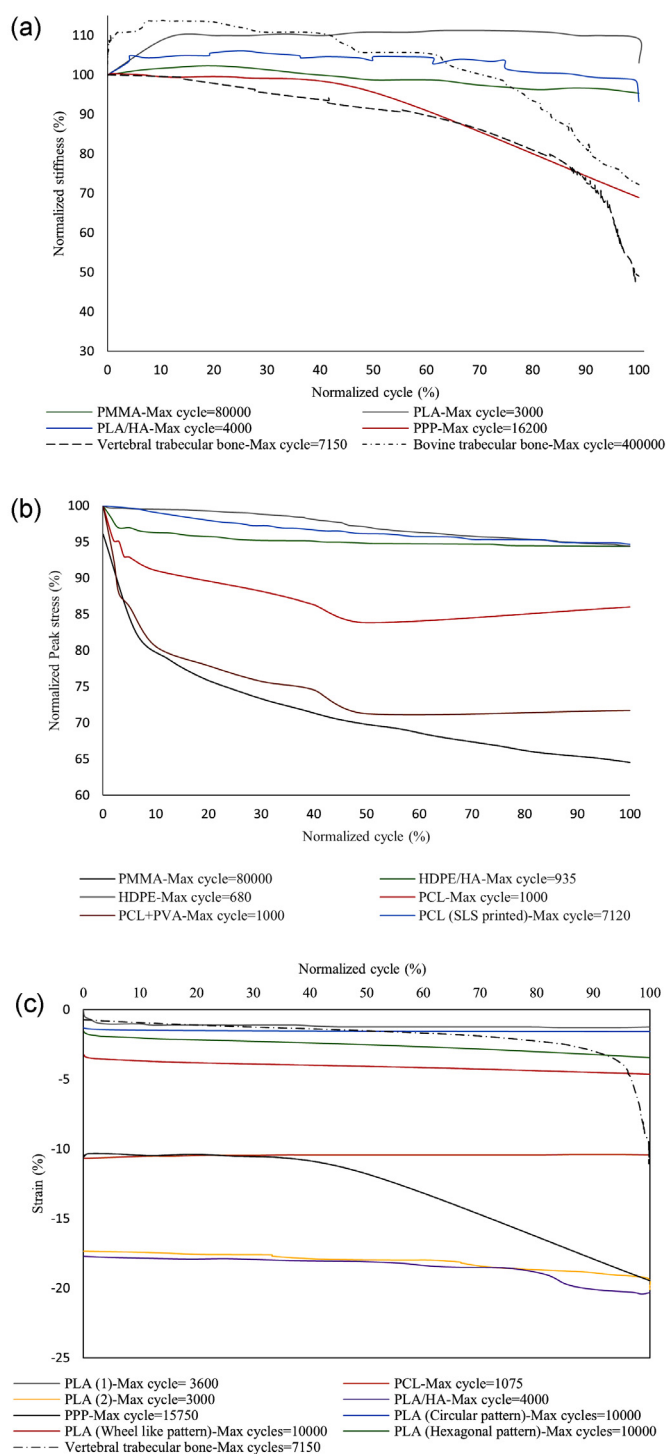 (a)
Normalized stiffness (%)
110
100
90
80
70
60
50
40
30
0 10 20 30 40 50 60 70 80 90 100
Normalized cycle (%)
PMMA-Max cycle=80000 PLA-Max cycle=3000
PLA/HA-Max cycle=4000 PPP-Max cycle=16200
Vertebral trabecular bone-Max cycle=7150 Bovine trabecular bone-Max cycle=400000
(b)
Normalized Peak stress (%)
100
95
90
85
80
75
70
65
60
0 10 20 30 40 50 60 70 80 90 100
Normalized cycle (%)
PMMA-Max cycle=80000 HDPE/HA-Max cycle=935
HDPE-Max cycle=680 PCL-Max cycle=1000
PCL+PVA-Max cycle=1000 PCL (SLS printed)-Max cycle=7120
(c)
Normalized cycle (%)
0 10 20 30 40 50 60 70 80 90 100
Strain (%)
0
-5
-10
-15
-20
-25
PLA (1)-Max cycle= 3600 PCL-Max cycle=1075
PLA (2)-Max cycle=3000 PLA/HA-Max cycle=4000
PPP-Max cycle=15750 PLA (Circular pattern)-Max cycles=10000
PLA (Wheel like pattern)-Max cycles=10000 PLA (Hexagonal pattern)-Max cycles=10000
Vertebral trabecular bone-Max cycles=7150